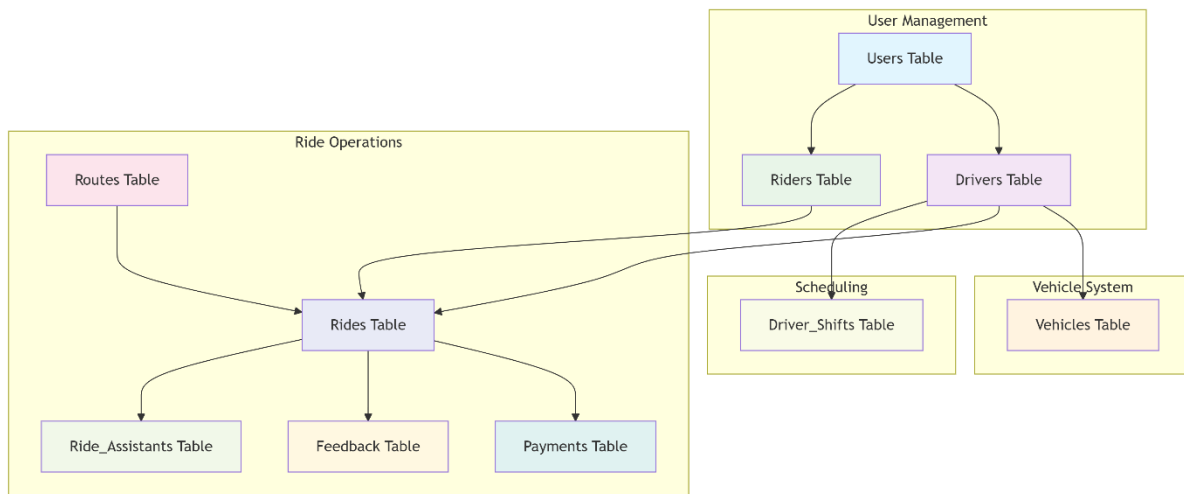 User Management
Users Table
Ride Operations
Routes Table
Riders Table
Drivers Table
Scheduling
Vehicle System
Rides Table
Driver_Shifts Table
Vehicles Table
Ride_Assistants Table
Feedback Table
Payments Table